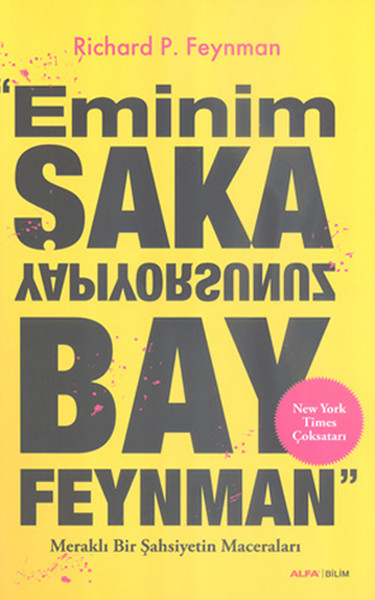 Richard P. Feynman
“Eminim
ŞAKA
YAPIYORSUNUZ
BAY
FEYNMAN”
New York
Times
Çoksatarı
Meraklı Bir Şahsiyetin Maceraları
ALFA | BİLİM